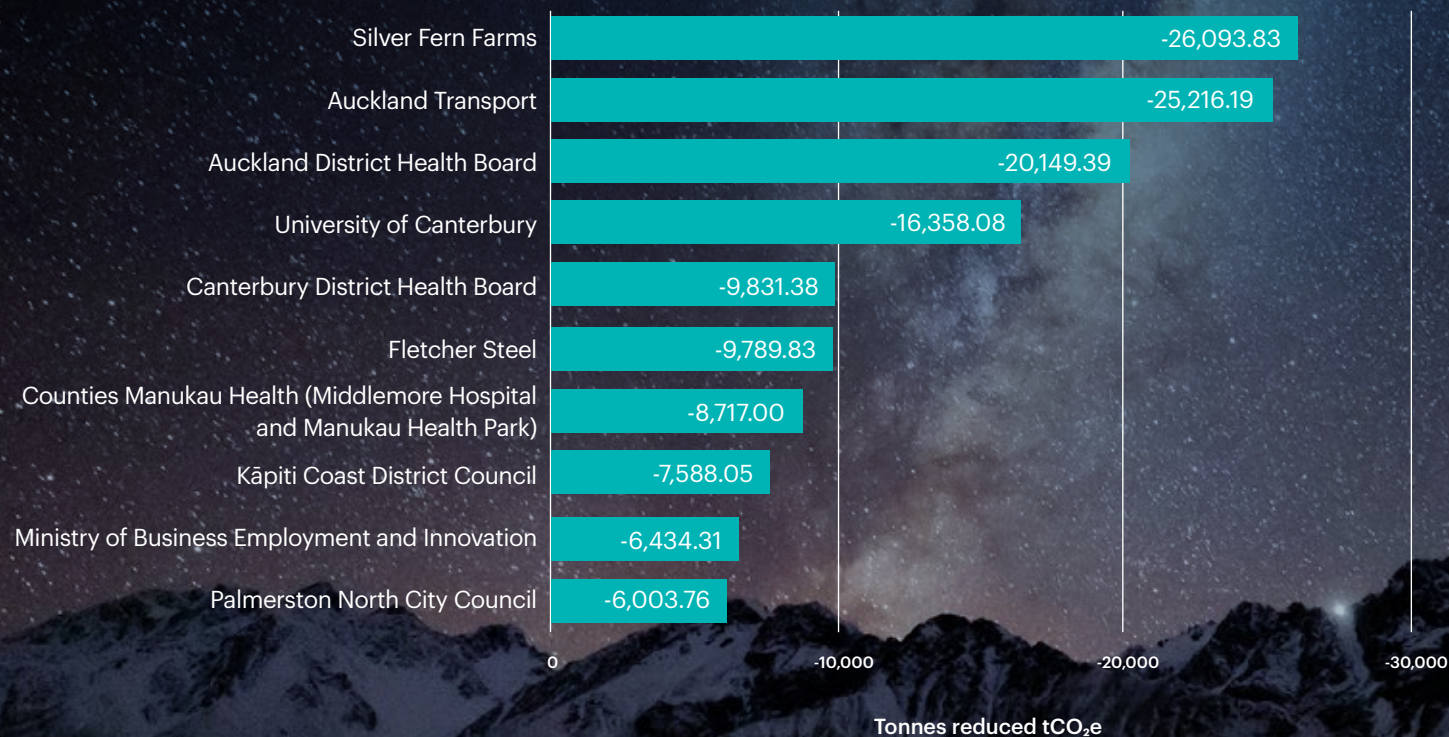 Silver Fern Farms -26,093.83
Auckland Transport -25,216.19
Auckland District Health Board -20,149.39
University of Canterbury -16,358.08
Canterbury District Health Board -9,831.38
Fletcher Steel -9,789.83
Counties Manukau Health (Middlemore Hospital
and Manukau Health Park) -8,717.00
Kāpiti Coast District Council -7,588.05
Ministry of Business Employment and Innovation -6,434.31
Palmerston North City Council -6,003.76
0 -10,000 -20,000 -30,000
Tonnes reduced tCO₂e